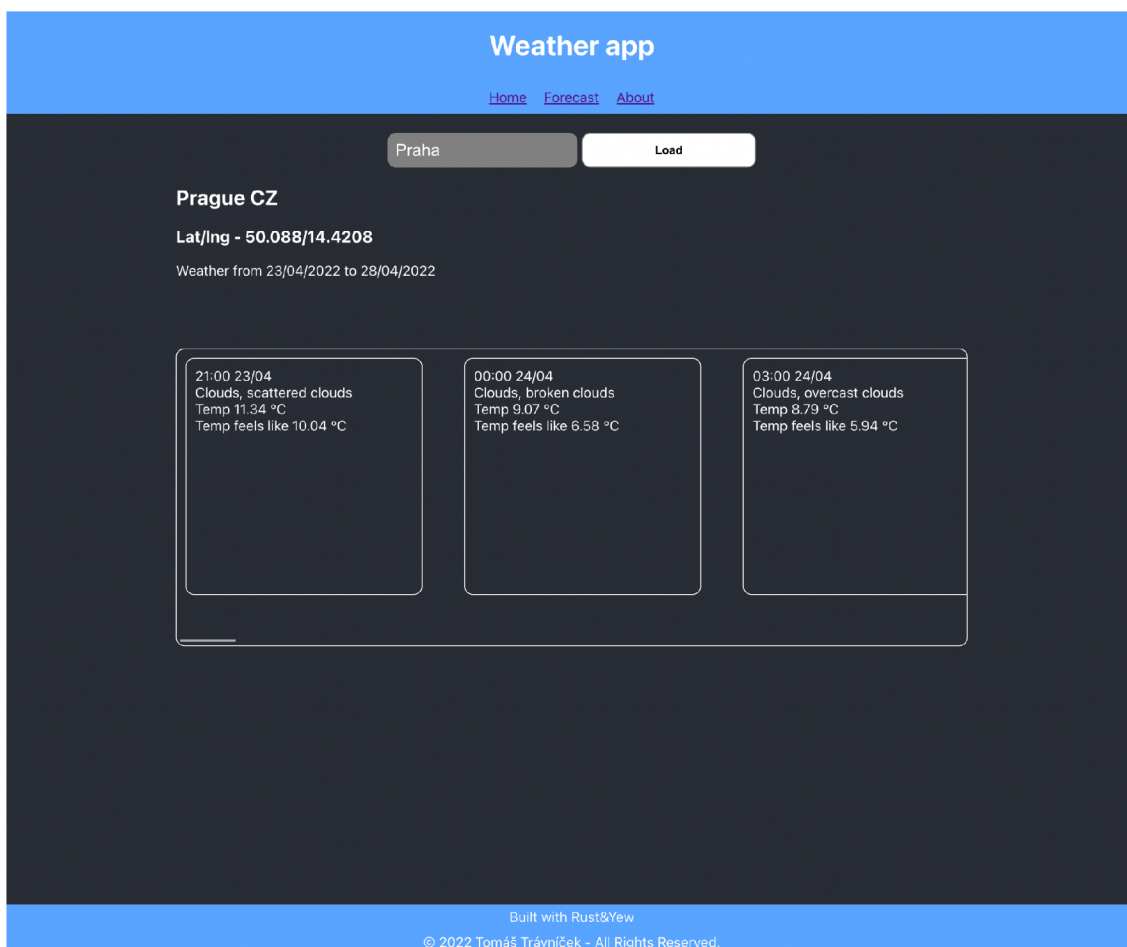 Weather app
Home Forecast About
Praha Load
Prague CZ
Lat/lng - 50.088/14.4208
Weather from 23/04/2022 to 28/04/2022
21:00 23/04
Clouds, scattered clouds
Temp 11.34 °C
Temp feels like 10.04 °C
00:00 24/04
Clouds, broken clouds
Temp 9.07 °C
Temp feels like 6.58 °C
03:00 24/04
Clouds, overcast clouds
Temp 8.79 °C
Temp feels like 5.94 °C
Built with Rust&Yew
© 2022 Tomáš Trávníček - All Rights Reserved.